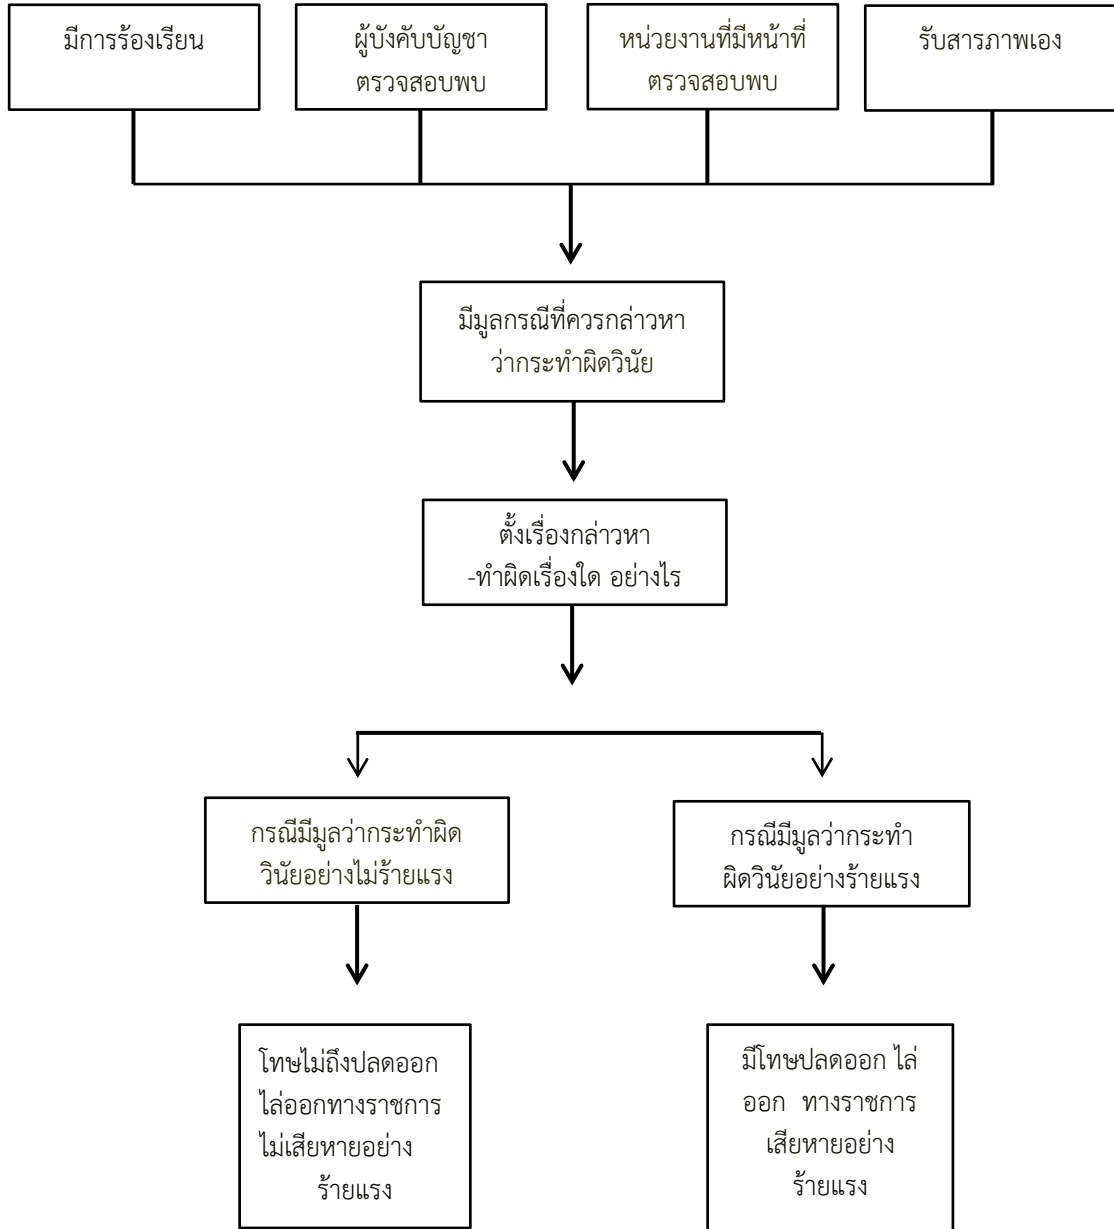 มีการร้องเรียน
ผู้บังคับบัญชา
ตรวจสอบพบ
หน่วยงานที่มีหน้าที่
ตรวจสอบพบ
รับสารภาพเอง
มีมูลกรณีที่ควรกล่าวหา
ว่ากระทำผิดวินัย
ตั้งเรื่องกล่าวหา
-ทำผิดเรื่องใด อย่างไร
กรณีมีมูลว่ากระทำผิด
วินัยอย่างไม่ร้ายแรง
กรณีมีมูลว่ากระทำ
ผิดวินัยอย่างร้ายแรง
โทษไม่ถึงปลดออก
ไล่ออกทางราชการ
ไม่เสียหายอย่าง
ร้ายแรง
มีโทษปลดออก ไล่
ออก ทางราชการ
เสียหายอย่าง
ร้ายแรง